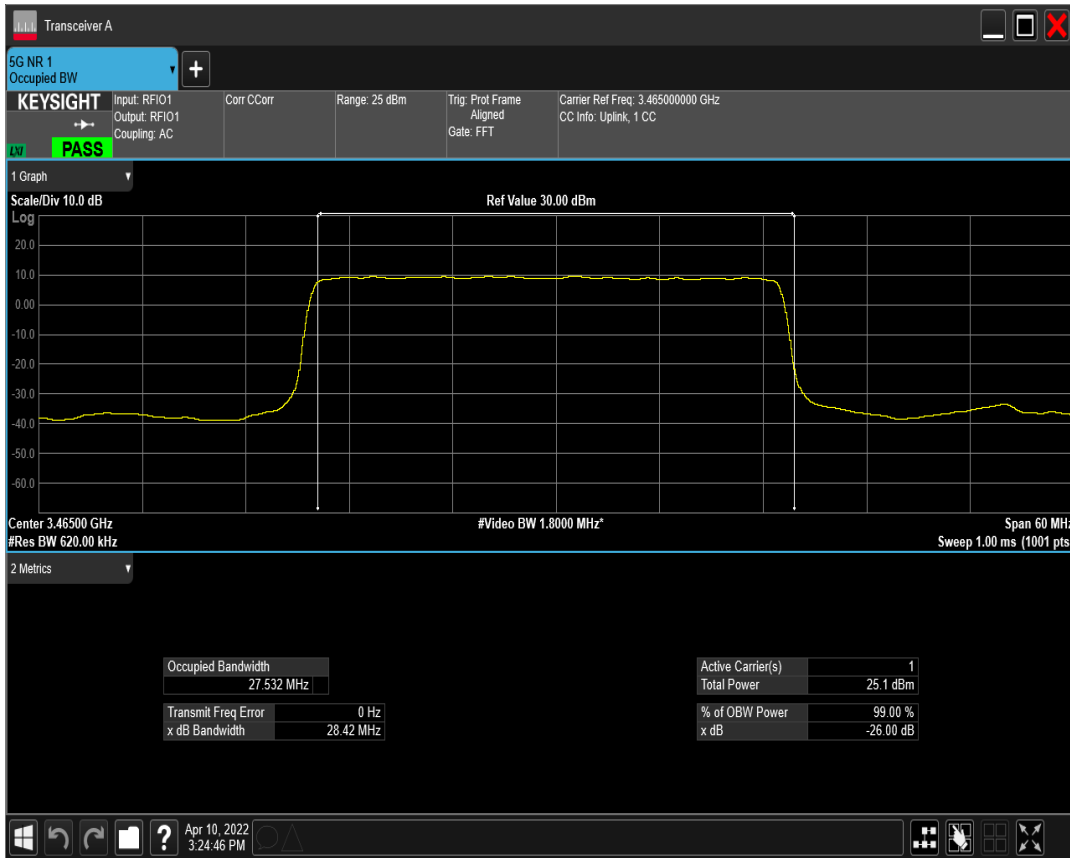 Transceiver A
5G NR 1
Occupied BW
KEYSIGHT
Input: RFIO1
Output: RFIO1
Coupling: AC
Corr CCorr
Range: 25 dBm
Trig: Prot Frame
Aligned
Gate: FFT
Carrier Ref Freq: 3.465000000 GHz
CC Info: Uplink, 1 CC
LXI
PASS
1 Graph
Scale/Div 10.0 dB
Ref Value 30.00 dBm
Log
20.0
10.0
0.00
-10.0
-20.0
-30.0
-40.0
-50.0
-60.0
Center 3.46500 GHz
#Video BW 1.8000 MHz*
Span 60 MHz
#Res BW 620.00 kHz
Sweep 1.00 ms (1001 pts
2 Metrics
Occupied Bandwidth
27.532 MHz
Transmit Freq Error 0 Hz
x dB Bandwidth 28.42 MHz
Active Carrier(s) 1
Total Power 25.1 dBm
% of OBW Power 99.00 %
x dB -26.00 dB
?
Apr 10, 2022
3:24:46 PM